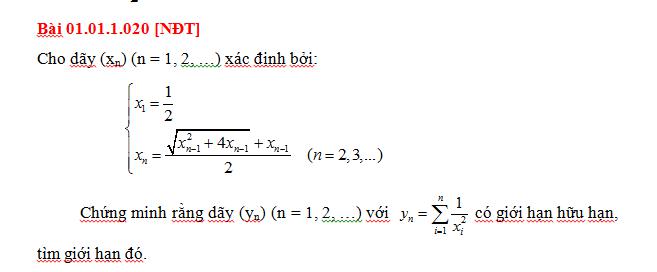 Bài 01.01.1.020 [NĐT]
Cho dãy (xₙ) (n = 1, 2, …) xác định bởi:
x₁ = 1/2
xₙ = (√(x²ₙ₋₁ + 4xₙ₋₁) + xₙ₋₁)/2 (n = 2,3,...)
Chứng minh rằng dãy (yₙ) (n = 1, 2, …) với yₙ = ∑ⁿᵢ₌₁ 1/xᵢ² có giới hạn hữu hạn,
tìm giới hạn đó.